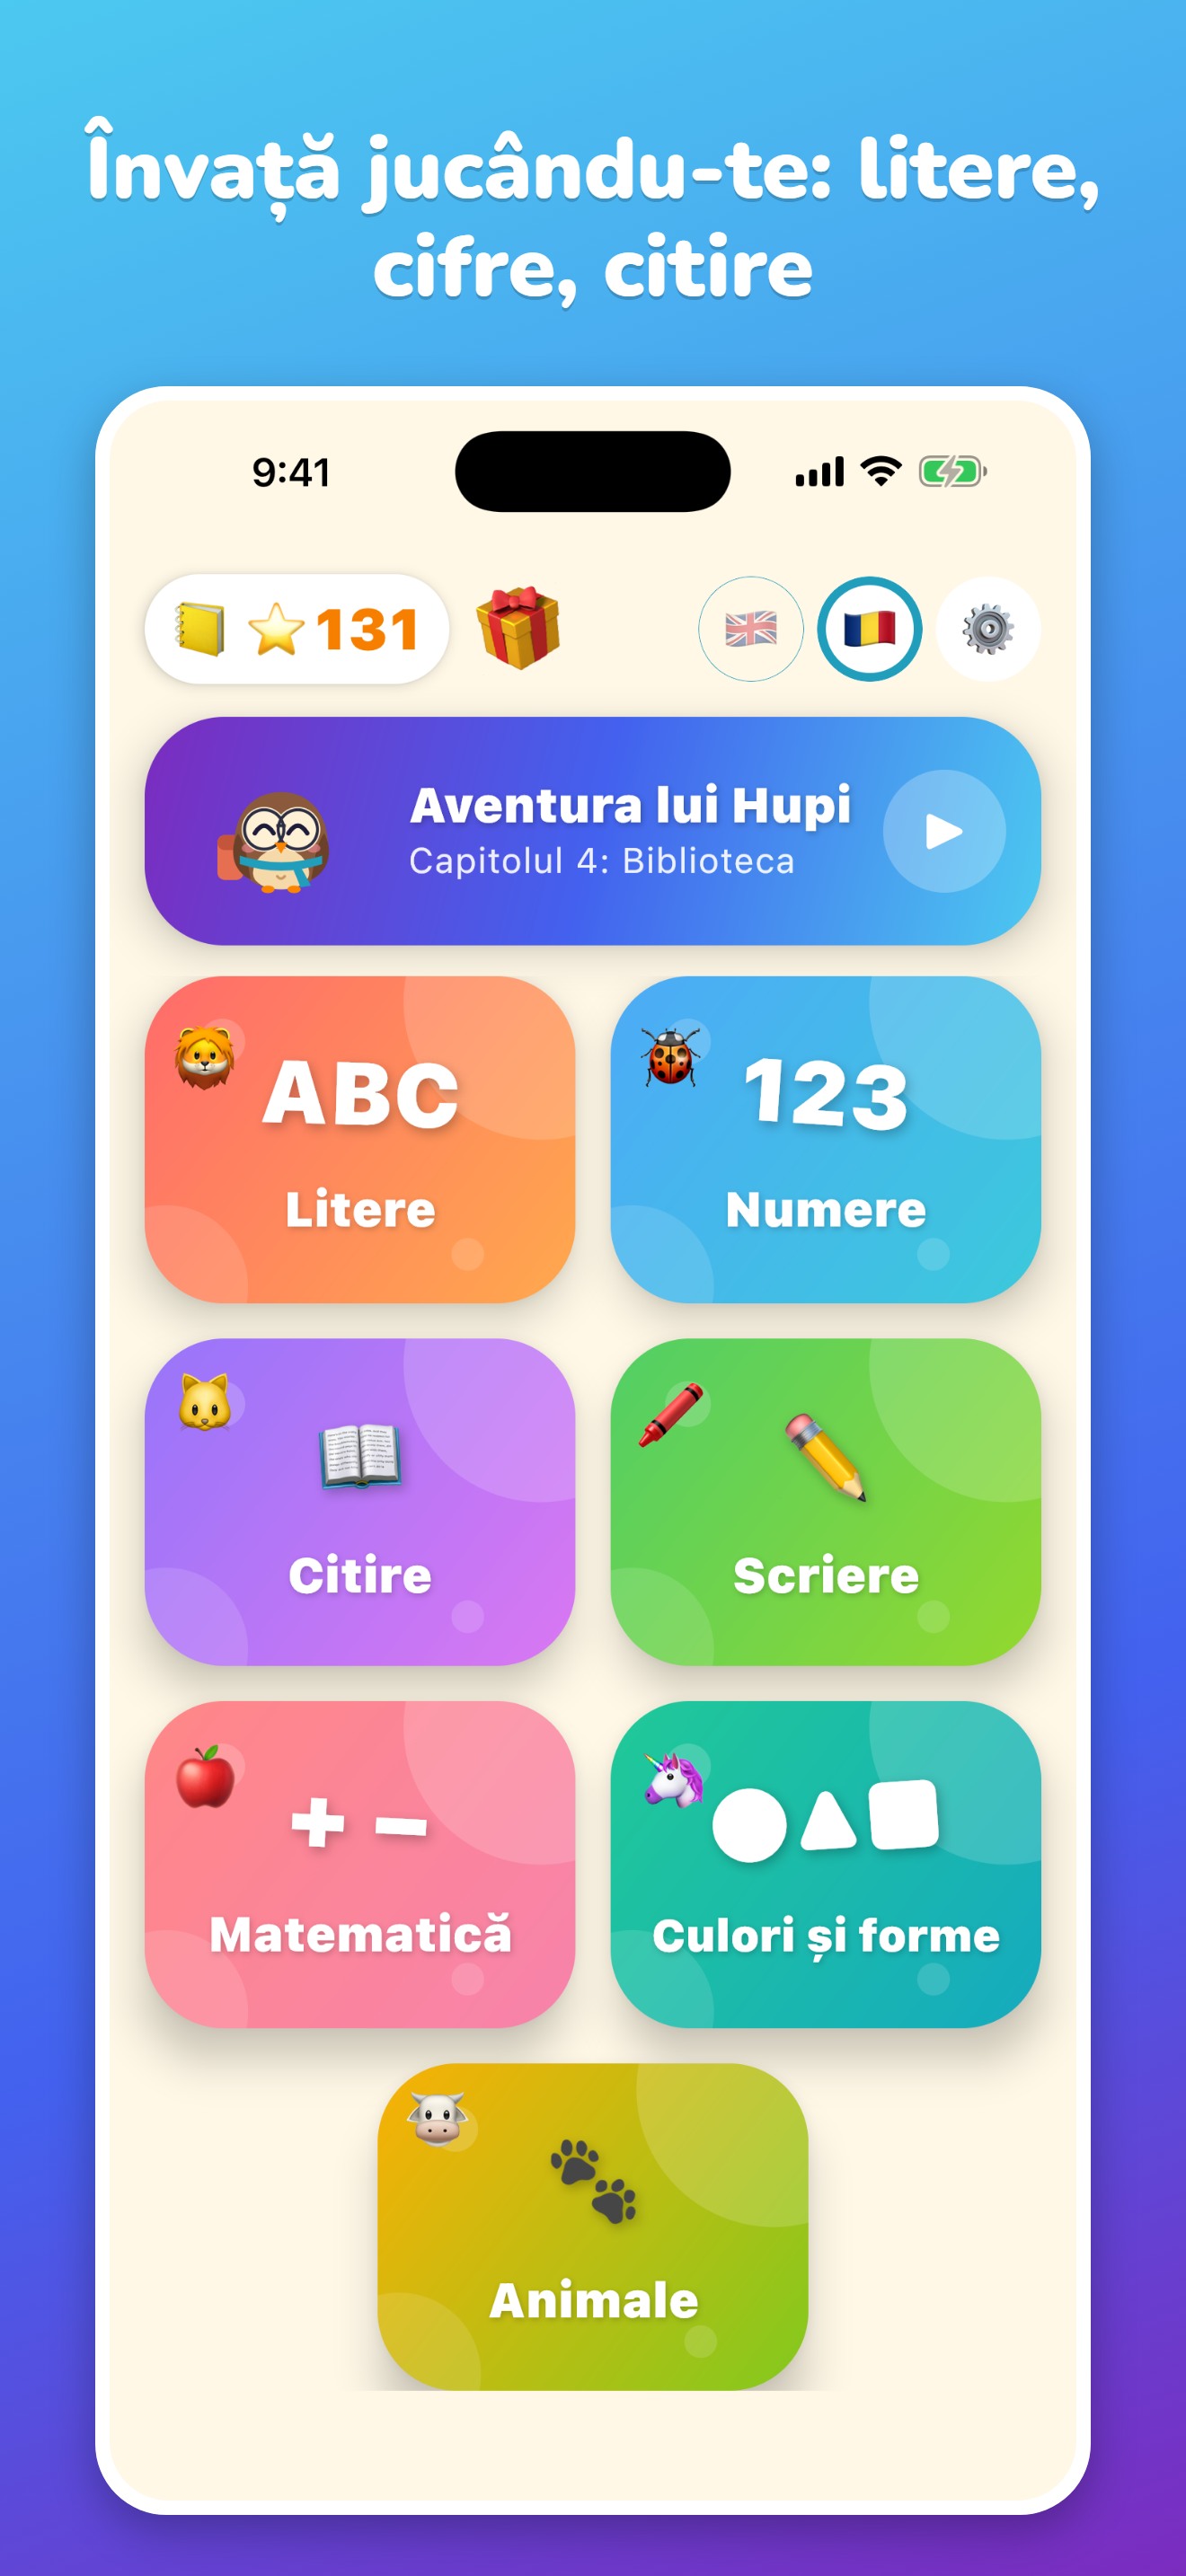 Învață jucându-te: litere,
cifre, citire
9:41
131
Aventura lui Hupi
Capitolul 4: Biblioteca
ABC
Litere
123
Numere
Citire
Scriere
+ −
Matematică
Culori și forme
Animale